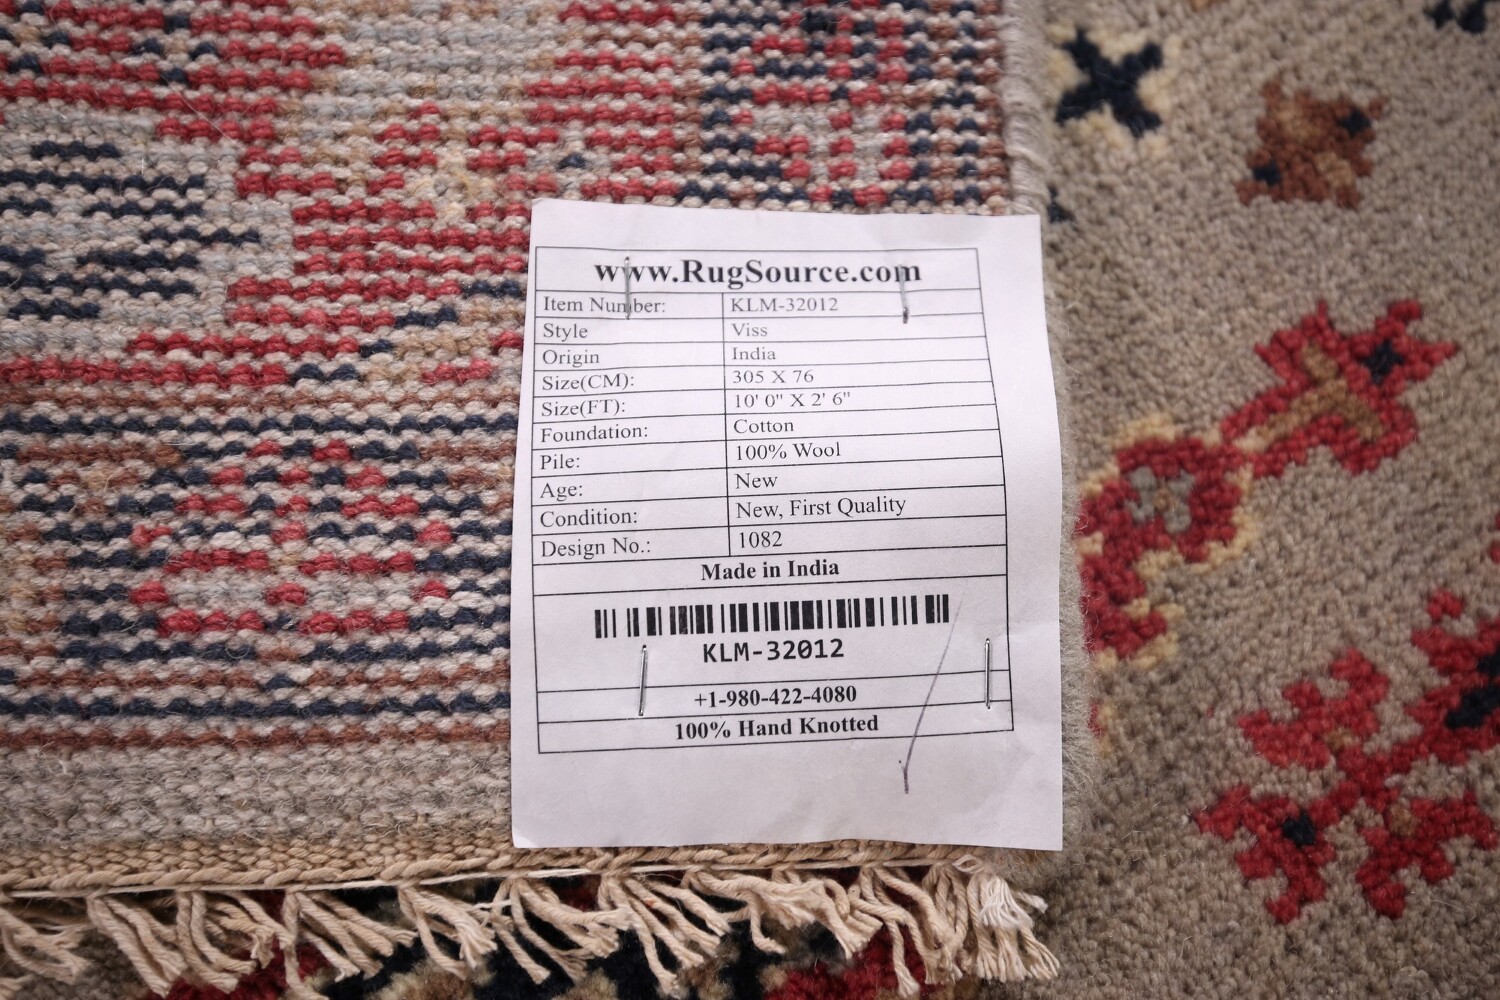 www.RugSource.com
Item Number: KLM-32012
Style Viss
Origin India
Size(CM): 305 X 76
Size(FT): 10' 0" X 2' 6"
Foundation: Cotton
Pile: 100% Wool
Age: New
Condition: New, First Quality
Design No.: 1082
Made in India
KLM-32012
+1-980-422-4080
100% Hand Knotted